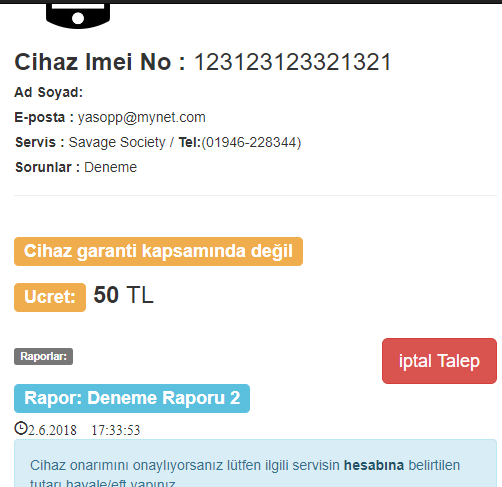 Cihaz Imei No : 123123123321321
Ad Soyad:
E-posta : yasopp@mynet.com
Servis : Savage Society / Tel:(01946-228344)
Sorunlar : Deneme
Cihaz garanti kapsamında değil
Ucret: 50 TL
Raporlar:
iptal Talep
Rapor: Deneme Raporu 2
2.6.2018 17:33:53
Cihaz onarımını onaylıyorsanız lütfen ilgili servisin hesabına belirtilen
tutarı havale/eft yapınız